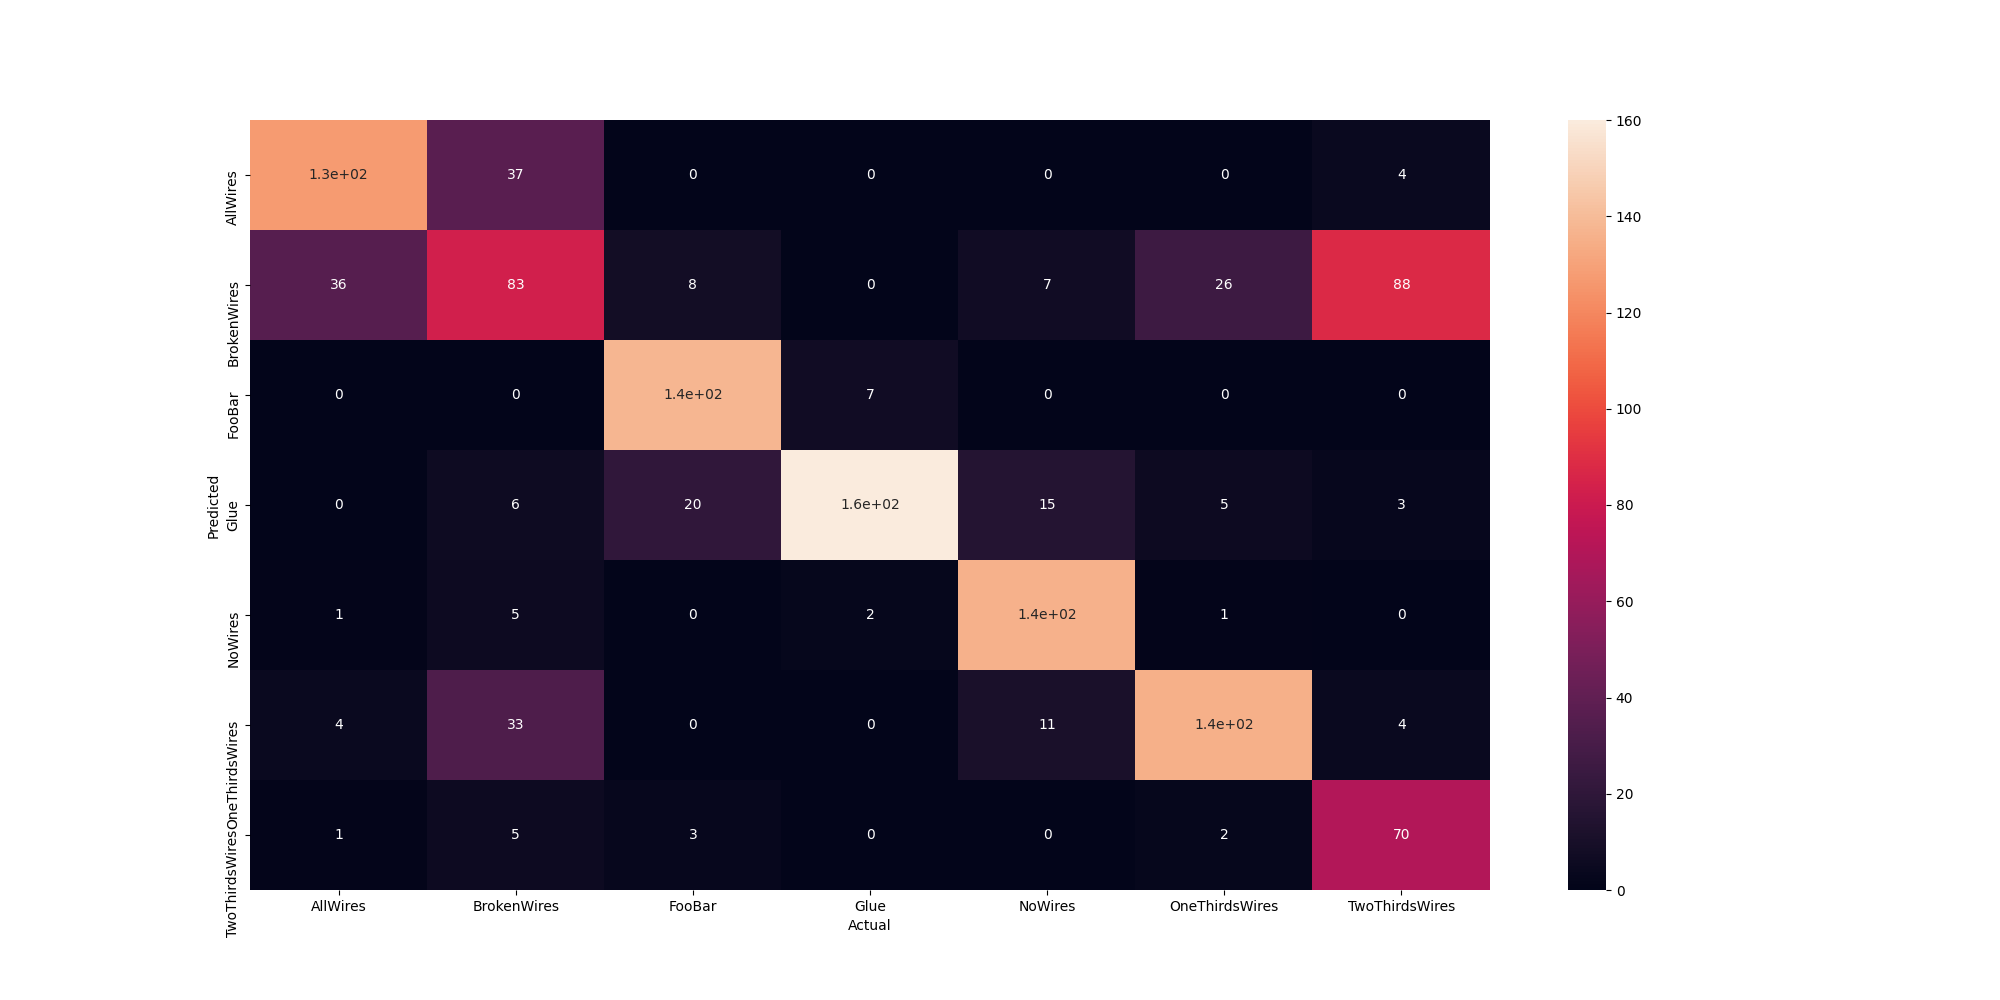 AllWires 1.3e+02 37 0 0 0 0 4
BrokenWires 36 83 8 0 7 26 88
FooBar 0 0 1.4e+02 7 0 0 0
Predicted
Glue 0 6 20 1.6e+02 15 5 3
NoWires 1 5 0 2 1.4e+02 1 0
OneThirdsWires 4 33 0 0 11 1.4e+02 4
TwoThirdsWires 1 5 3 0 0 2 70
AllWires BrokenWires FooBar Glue NoWires OneThirdsWires TwoThirdsWires
Actual
160
140
120
100
80
60
40
20
0